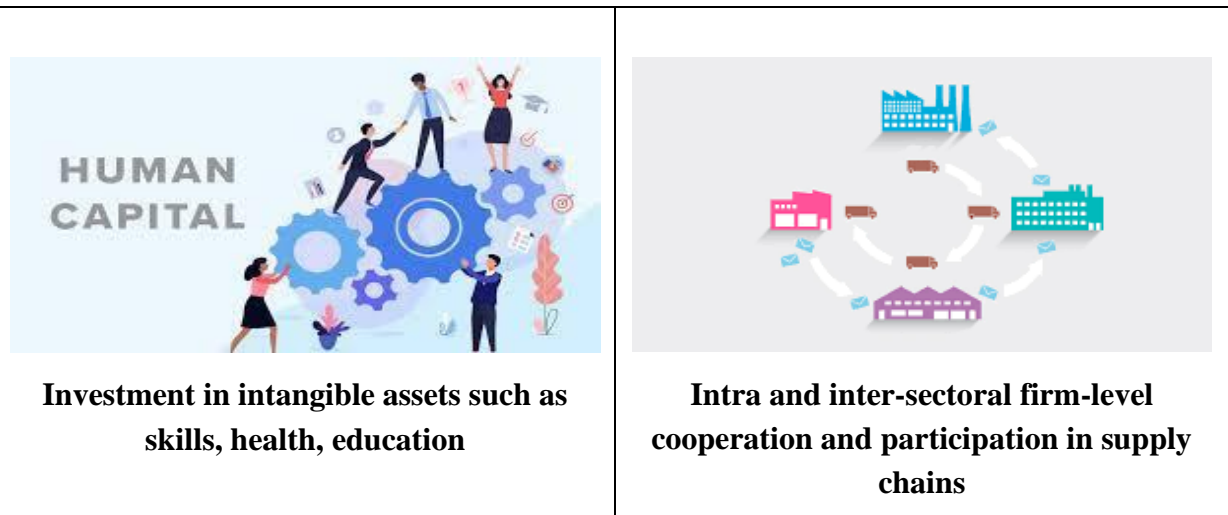 HUMAN
CAPITAL
Investment in intangible assets such as
skills, health, education
Intra and inter-sectoral firm-level
cooperation and participation in supply
chains